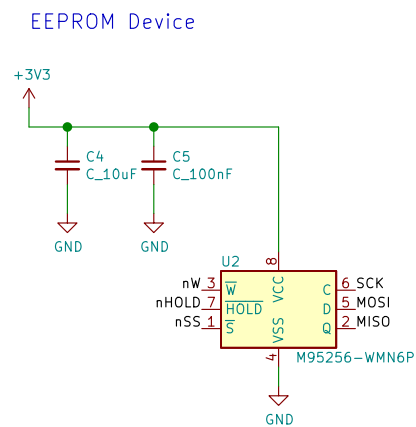 EEPROM Device
+3V3
C4
C_10uF
C5
C_100nF
GND
GND
U2
8
VCC
nW 3 W
nHOLD 7 HOLD
nSS 1 S
C 6 SCK
D 5 MOSI
Q 2 MISO
VSS
4
M95256-WMN6P
GND